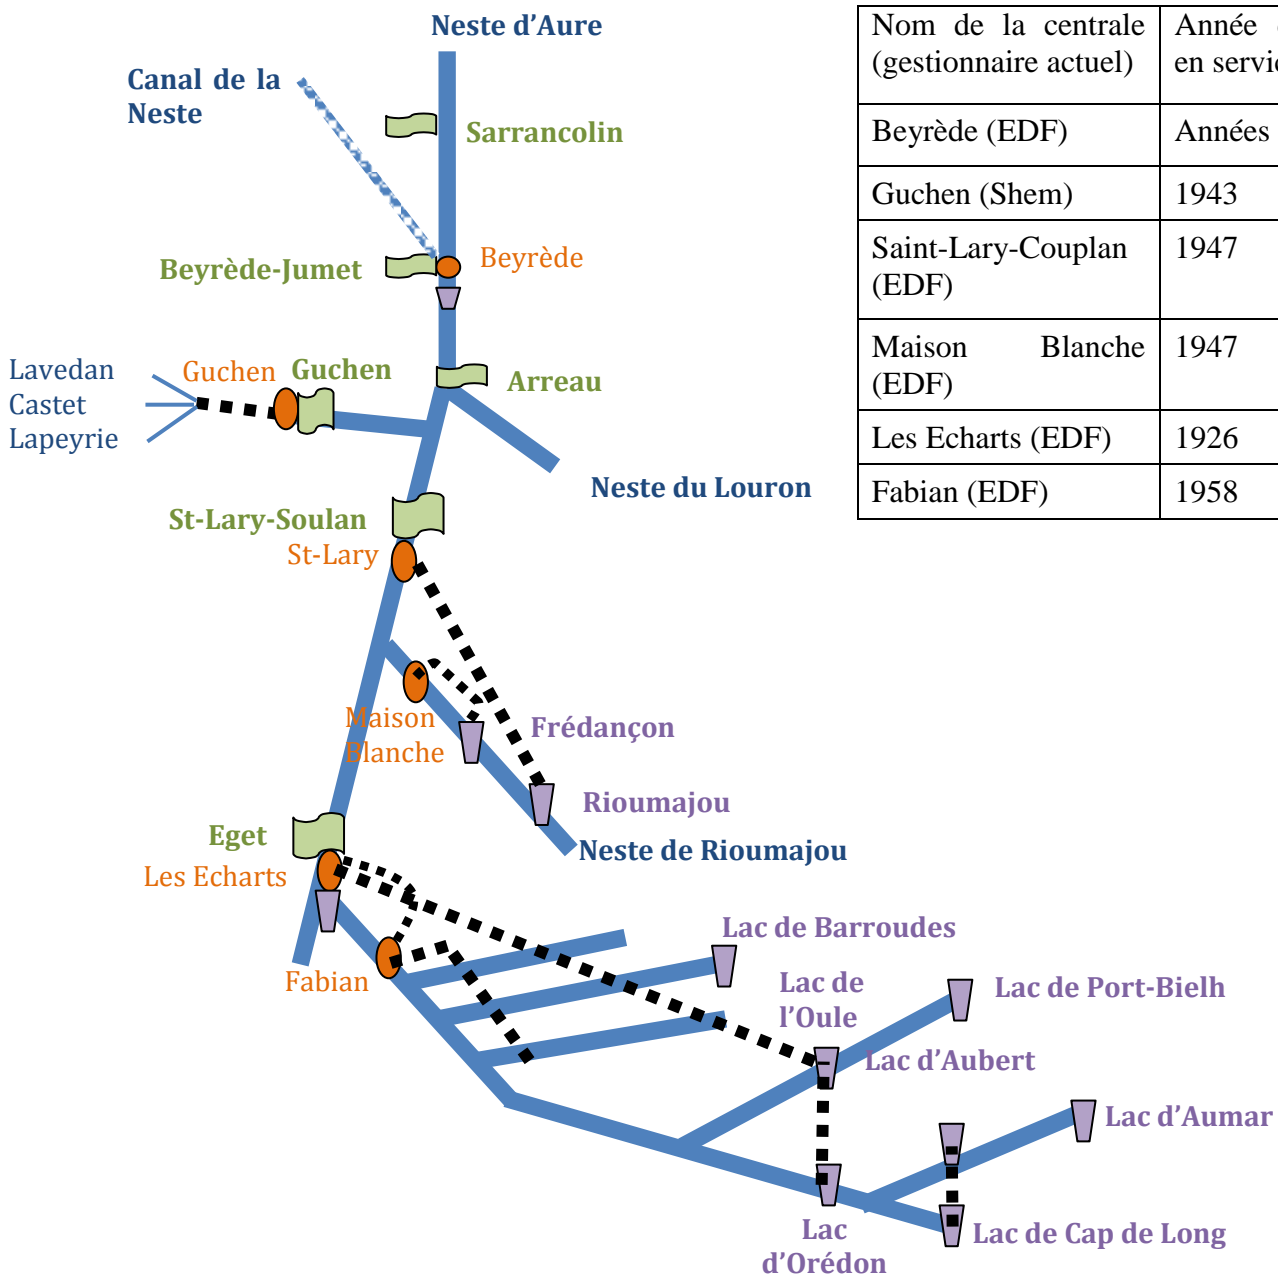 Neste d'Aure
Canal de la
Neste
Sarrancolin
Beyrède
Beyrède-Jumet
Lavedan
Castet
Lapeyrie
Guchen
Guchen
Arreau
Neste du Louron
St-Lary-Soulan
St-Lary
Maison
Blanche
Frédançon
Rioumajou
Neste de Rioumajou
Eget
Les Echarts
Fabian
Lac de Barroudes
Lac de
l'Oule
Lac de Port-Bielh
Lac d'Aubert
Lac d'Aumar
Lac
d'Orédon
Lac de Cap de Long
Nom de la centrale
(gestionnaire actuel)
Année
en
Beyrède (EDF)
Années
Guchen (Shem)
1943
Saint-Lary-Couplan
(EDF)
1947
Maison Blanche
(EDF)
1947
Les Echarts (EDF)
1926
Fabian (EDF)
1958